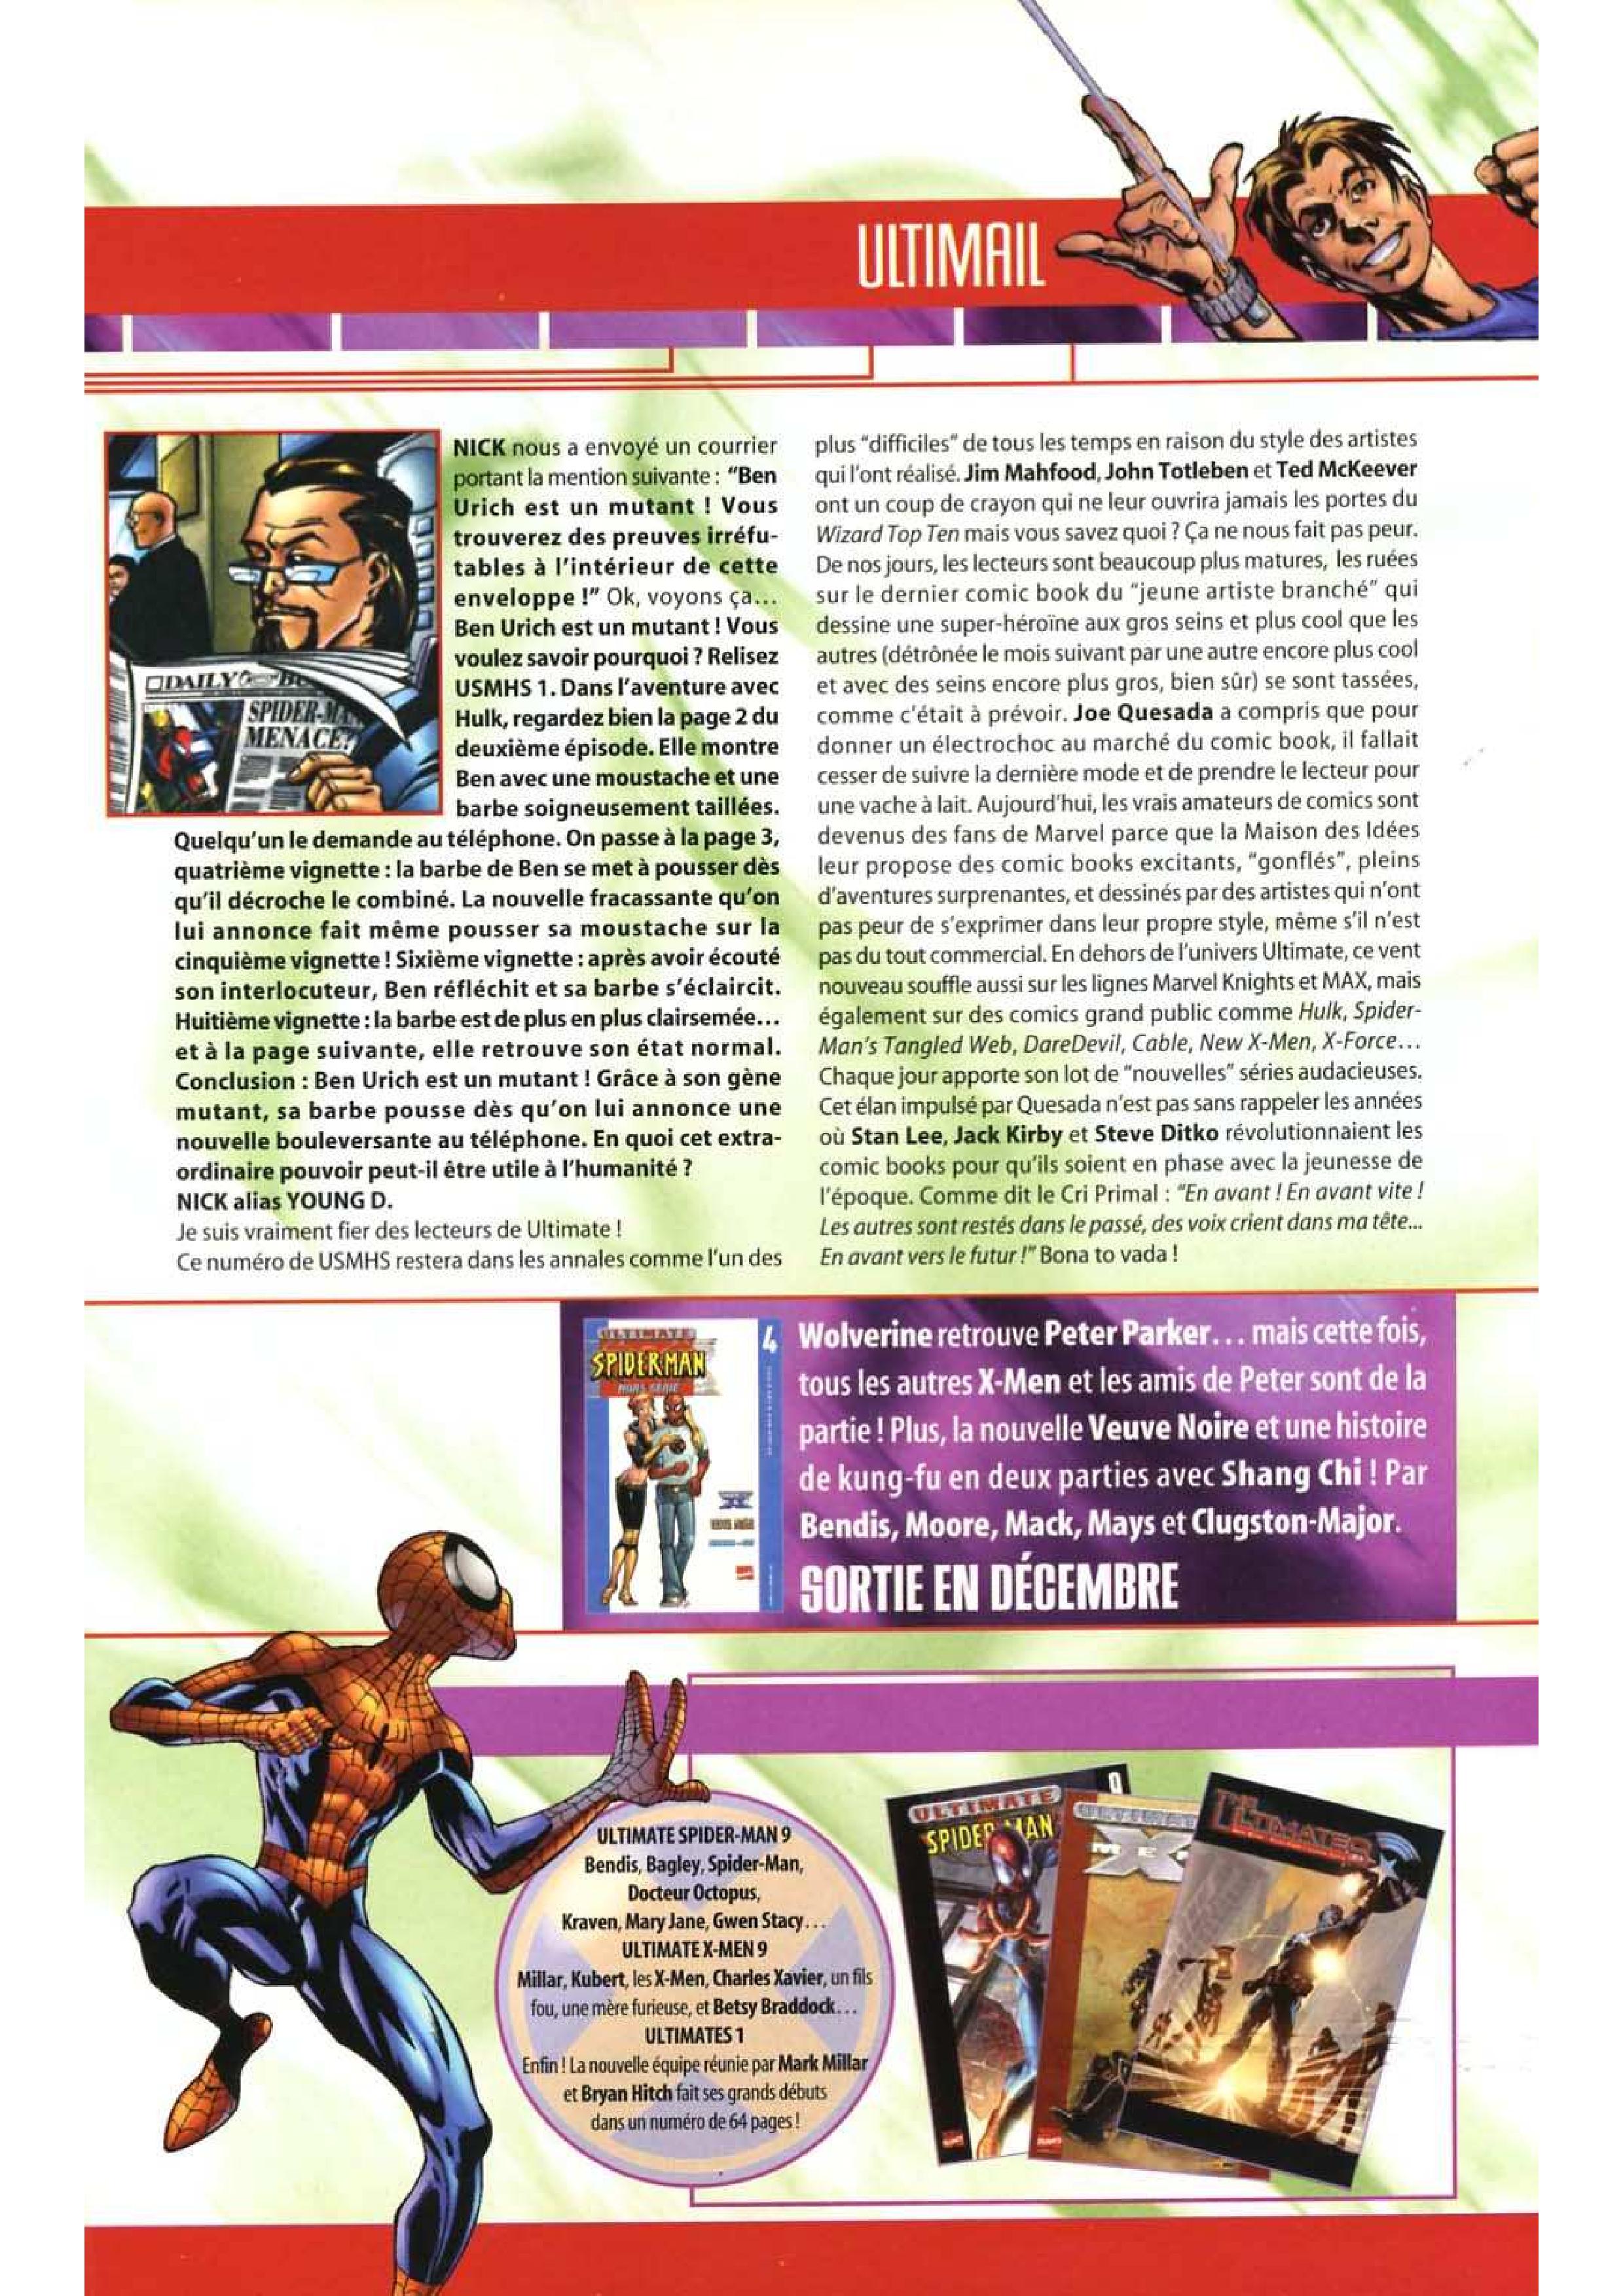 ULTIMAIL
NICK nous a envoyé un courrier
portant la mention suivante : “Ben
Urich est un mutant ! Vous
trouverez des preuves irréfu-
tables à l’intérieur de cette
enveloppe !” Ok, voyons ça...
Ben Urich est un mutant ! Vous
voulez savoir pourquoi ? Relisez
USMHS 1. Dans l’aventure avec
Hulk, regardez bien la page 2 du
deuxième épisode. Elle montre
Ben avec une moustache et une
barbe soigneusement taillées.
Quelqu’un le demande au téléphone. On passe à la page 3,
quatrième vignette : la barbe de Ben se met à pousser dès
qu’il décroche le combiné. La nouvelle fracassante qu’on
lui annonce fait même pousser sa moustache sur la
cinquième vignette ! Sixième vignette : après avoir écouté
son interlocuteur, Ben réfléchit et sa barbe s’éclaircit.
Huitième vignette : la barbe est de plus en plus clairsemée...
et à la page suivante, elle retrouve son état normal.
Conclusion : Ben Urich est un mutant ! Grâce à son gène
mutant, sa barbe pousse dès qu’on lui annonce une
nouvelle bouleversante au téléphone. En quoi cet extra-
ordinaire pouvoir peut-il être utile à l’humanité ?
NICK alias YOUNG D.
Je suis vraiment fier des lecteurs de Ultimate !
Ce numéro de USMHS restera dans les annales comme l’un des
DAILY
SPIDER-MAN
MENACE?
plus “difficiles” de tous les temps en raison du style des artistes
qui l’ont réalisé. Jim Mahfood, John Totleben et Ted McKeever
ont un coup de crayon qui ne leur ouvrira jamais les portes du
Wizard Top Ten mais vous savez quoi ? Ça ne nous fait pas peur.
De nos jours, les lecteurs sont beaucoup plus matures, les ruées
sur le dernier comic book du “jeune artiste branché” qui
dessine une super-héroïne aux gros seins et plus cool que les
autres (détrônée le mois suivant par une autre encore plus cool
et avec des seins encore plus gros, bien sûr) se sont tassées,
comme c’était à prévoir. Joe Quesada a compris que pour
donner un électrochoc au marché du comic book, il fallait
cesser de suivre la dernière mode et de prendre le lecteur pour
une vache à lait. Aujourd’hui, les vrais amateurs de comics sont
devenus des fans de Marvel parce que la Maison des Idées
leur propose des comic books excitants, “gonflés”, pleins
d’aventures surprenantes, et dessinés par des artistes qui n’ont
pas peur de s’exprimer dans leur propre style, même s’il n’est
pas du tout commercial. En dehors de l’univers Ultimate, ce vent
nouveau souffle aussi sur les lignes Marvel Knights et MAX, mais
également sur des comics grand public comme Hulk, Spider-
Man’s Tangled Web, DareDevil, Cable, New X-Men, X-Force...
Chaque jour apporte son lot de “nouvelles” séries audacieuses.
Cet élan impulsé par Quesada n’est pas sans rappeler les années
où Stan Lee, Jack Kirby et Steve Ditko révolutionnaient les
comic books pour qu’ils soient en phase avec la jeunesse de
l’époque. Comme dit le Cri Primal : “En avant ! En avant vite !
Les autres sont restés dans le passé, des voix crient dans ma tête...
En avant vers le futur !” Bona to vada !
ULTIMATE
SPIDER-MAN
HORS SÉRIE
4
Wolverine retrouve Peter Parker... mais cette fois,
tous les autres X-Men et les amis de Peter sont de la
partie ! Plus, la nouvelle Veuve Noire et une histoire
de kung-fu en deux parties avec Shang Chi ! Par
Bendis, Moore, Mack, Mays et Clugston-Major.
SORTIE EN DÉCEMBRE
ULTIMATE SPIDER-MAN 9
Bendis, Bagley, Spider-Man,
Docteur Octopus,
Kraven, Mary Jane, Gwen Stacy...
ULTIMATE X-MEN 9
Millar, Kubert, les X-Men, Charles Xavier, un fils
fou, une mère furieuse, et Betsy Braddock...
ULTIMATES 1
Enfin ! La nouvelle équipe réunie par Mark Millar
et Bryan Hitch fait ses grands débuts
dans un numéro de 64 pages !
ULTIMATE
SPIDER-MAN
9
ULTIMATE
X
MEN
THE
ULTIMATES